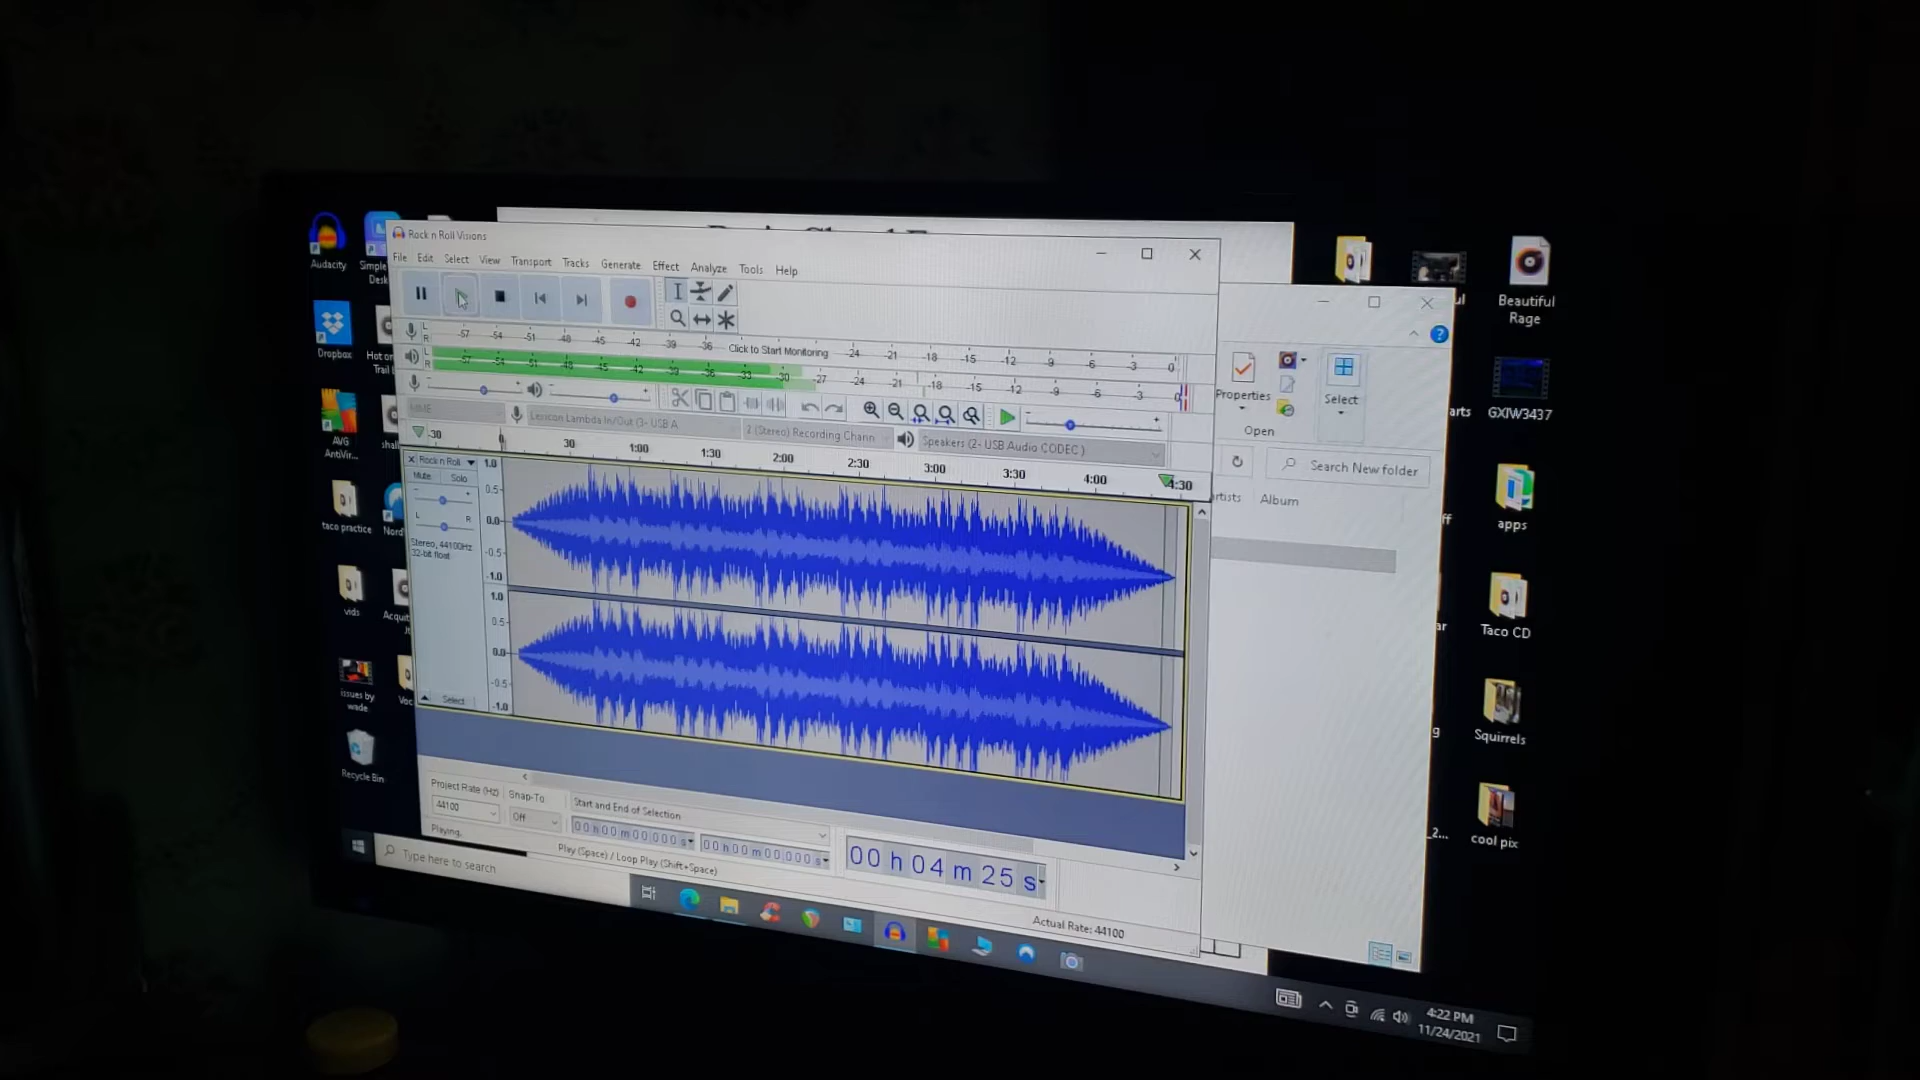 Rock n Roll Visions
File Edit Select View Transport Tracks Generate Effect Analyze Tools Help
L
R
-57 -54 -51 -48 -45 -42 -39 -36 Click to Start Monitoring -24 -21 -18 -15 -12 -9 -6 -3 0
L
R
-57 -54 -51 -48 -45 -42 -39 -36 -33 -30 -27 -24 -21 -18 -15 -12 -9 -6 -3 0
MME
Lexicon Lambda In/Out (3- USB A
2 (Stereo) Recording Chann
Speakers (2- USB Audio CODEC )
-30 0 30 1:00 1:30 2:00 2:30 3:00 3:30 4:00 4:30
Rock n Roll
Mute Solo
L R
Stereo, 44100Hz
32-bit float
Select
1.0
0.5
0.0
-0.5
-1.0
1.0
0.5
0.0
-0.5
-1.0
Project Rate (Hz) Snap-To Start and End of Selection
44100 Off 00 h 00 m 00.000 s 00 h 00 m 00.000 s
00 h 04 m 25 s
Playing.
Play (Space) / Loop Play (Shift+Space)
Actual Rate: 44100
Properties
Open
Select
Search New folder
Album
Audacity
Simple
Desk
Dropbox
Hot on
Trail
AVG
AntiVir...
taco practice
Nord
vids
Acquit
issues by
wade
Voc
Recycle Bin
Beautiful
Rage
GXIW3437
apps
Taco CD
Squirrels
cool pix
arts
_2...
Type here to search
4:22 PM
11/24/2021